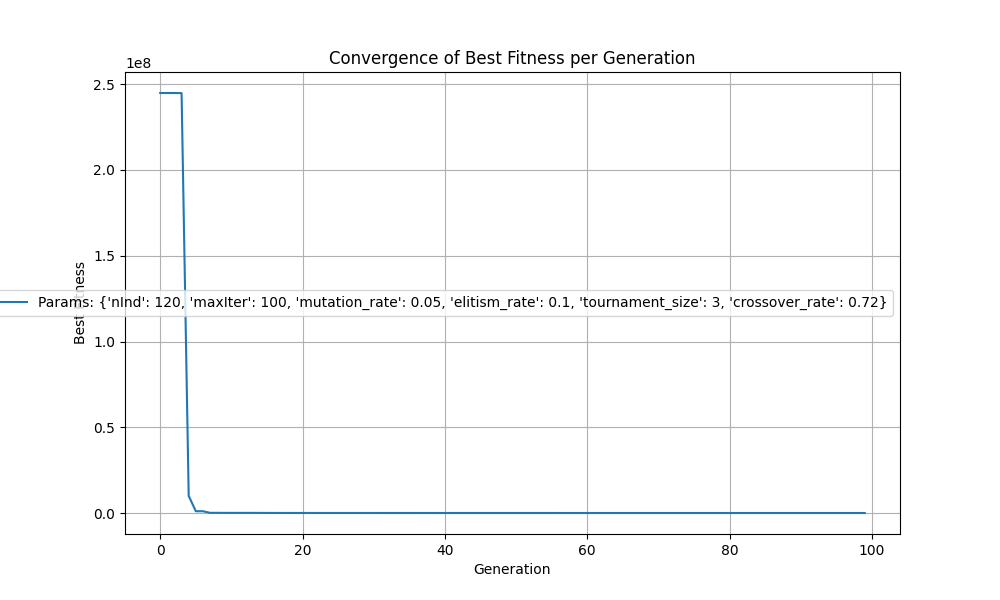 Convergence of Best Fitness per Generation
1e8
2.5
2.0
1.5
1.0
0.5
0.0
Best
Params: {'nInd': 120, 'maxIter': 100, 'mutation_rate': 0.05, 'elitism_rate': 0.1, 'tournament_size': 3, 'crossover_rate': 0.72}
0 20 40 60 80 100
Generation